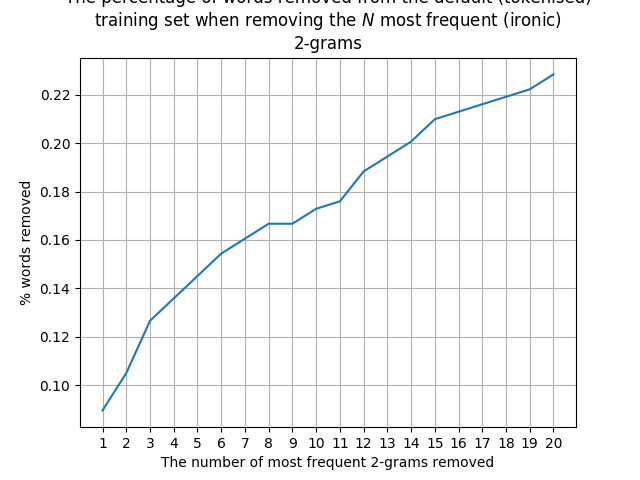 The percentage of words removed from the default (tokenised)
training set when removing the N most frequent (ironic)
2-grams
% words removed
0.22
0.20
0.18
0.16
0.14
0.12
0.10
1 2 3 4 5 6 7 8 9 10 11 12 13 14 15 16 17 18 19 20
The number of most frequent 2-grams removed